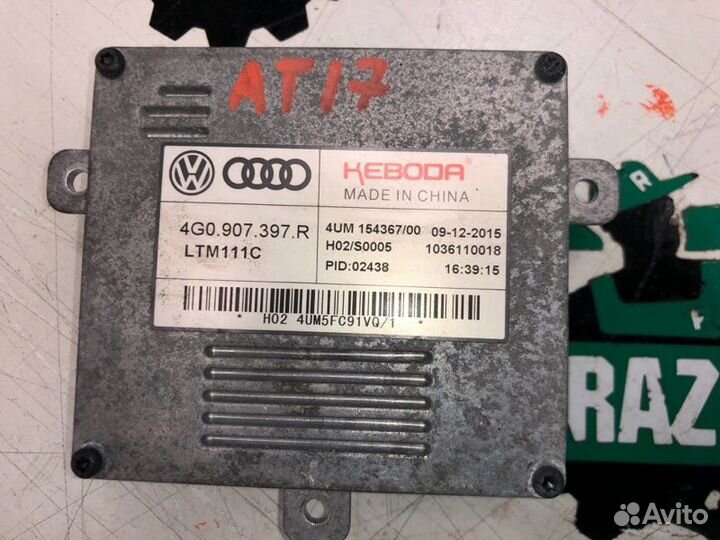 AT17
KEBODA
MADE IN CHINA
4G0.907.397.R
LTM111C
4UM 154367/00 09-12-2015
H02/S0005 1036110018
PID:02438 16:39:15
* H02 4UM5FC91VQ/1 *
R
RAZ
Avito